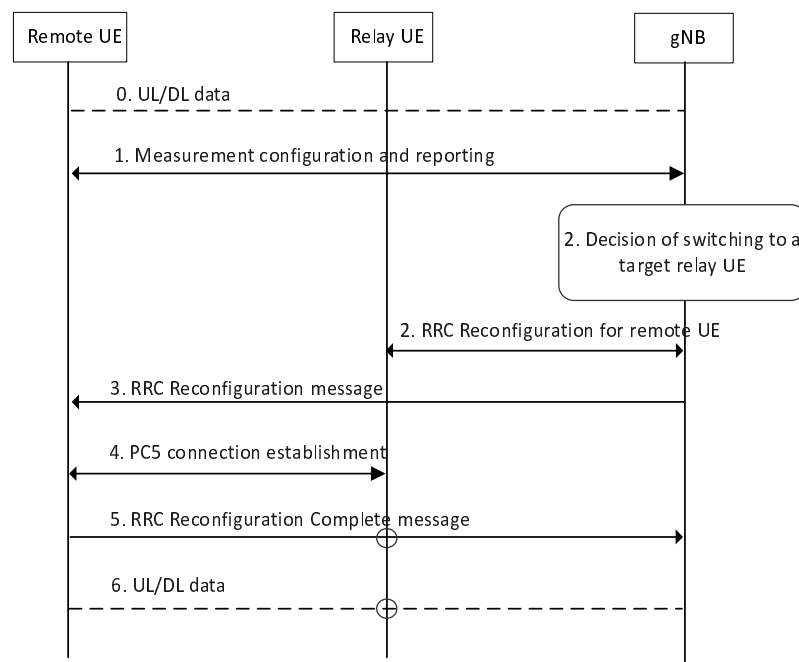 Remote UE
Relay UE
gNB
0. UL/DL data
1. Measurement configuration and reporting
2. Decision of switching to a
target relay UE
2. RRC Reconfiguration for remote UE
3. RRC Reconfiguration message
4. PC5 connection establishment
5. RRC Reconfiguration Complete message
6. UL/DL data